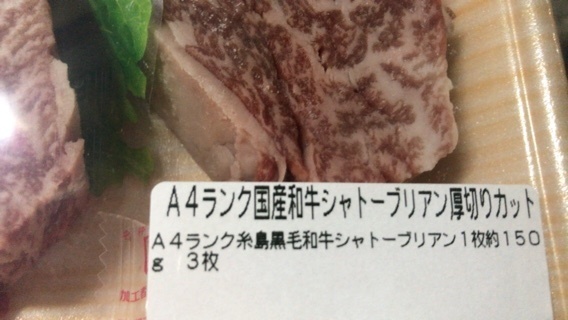 A4ランク国産和牛シャトーブリアン厚切りカット
A4ランク糸島黒毛和牛シャトーブリアン1枚約150
g 3枚